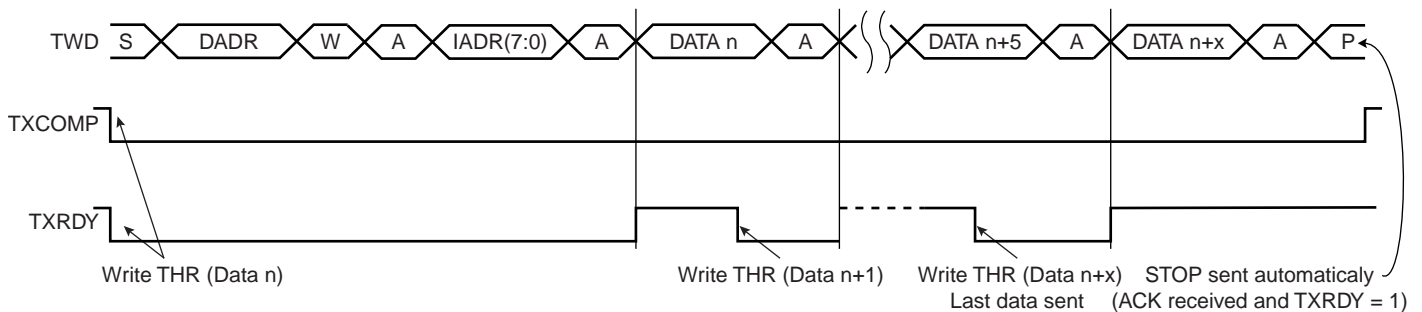 TWD S DADR W A IADR(7:0) A DATA n A DATA n+5 A DATA n+x A P
TXCOMP
TXRDY
Write THR (Data n) Write THR (Data n+1) Write THR (Data n+x) STOP sent automaticaly
Last data sent (ACK received and TXRDY = 1)